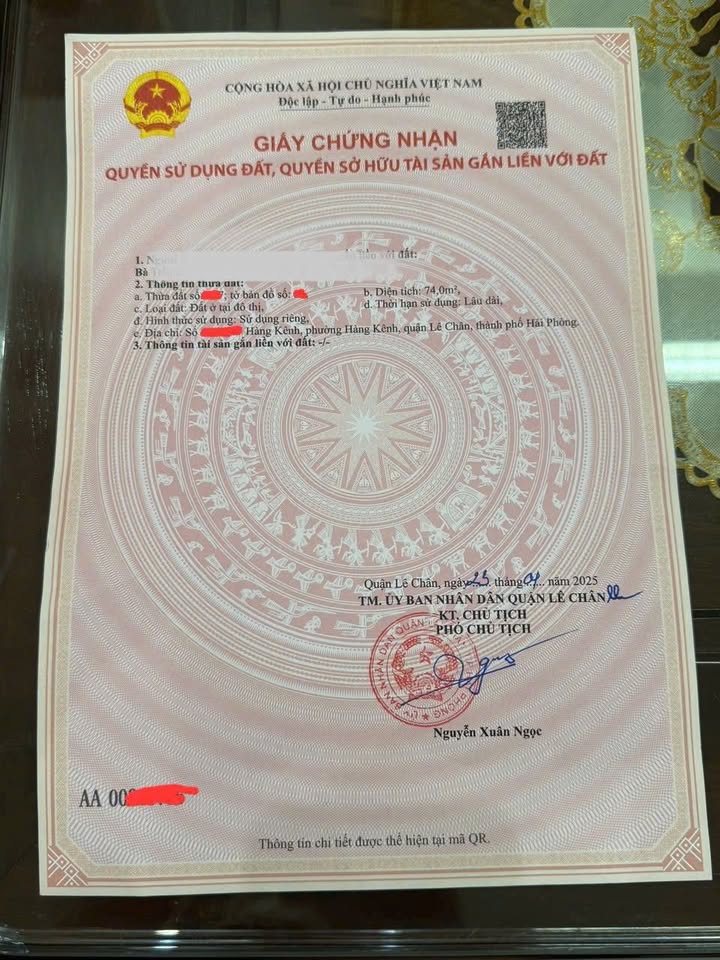 CỘNG HÒA XÃ HỘI CHỦ NGHĨA VIỆT NAM
Độc lập - Tự do - Hạnh phúc
GIẤY CHỨNG NHẬN
QUYỀN SỬ DỤNG ĐẤT, QUYỀN SỞ HỮU TÀI SẢN GẮN LIỀN VỚI ĐẤT
1. liền với đất:
Bà
2. Thông tin thửa đất:
a. Thửa đất số: ; tờ bản đồ số: b. Diện tích: 74,0m²,
c. Loại đất: Đất ở tại đô thị, d. Thời hạn sử dụng: Lâu dài,
đ. Hình thức sử dụng: Sử dụng riêng,
e. Địa chỉ: Số Hàng Kênh, phường Hàng Kênh, quận Lê Chân, thành phố Hải Phòng.
3. Thông tin tài sản gắn liền với đất: -/-
Quận Lê Chân, ngày 23 tháng năm 2025
TM. ỦY BAN NHÂN DÂN QUẬN LÊ CHÂN
KT. CHỦ TỊCH
PHÓ CHỦ TỊCH
Nguyễn Xuân Ngọc
AA 00
Thông tin chi tiết được thể hiện tại mã QR.